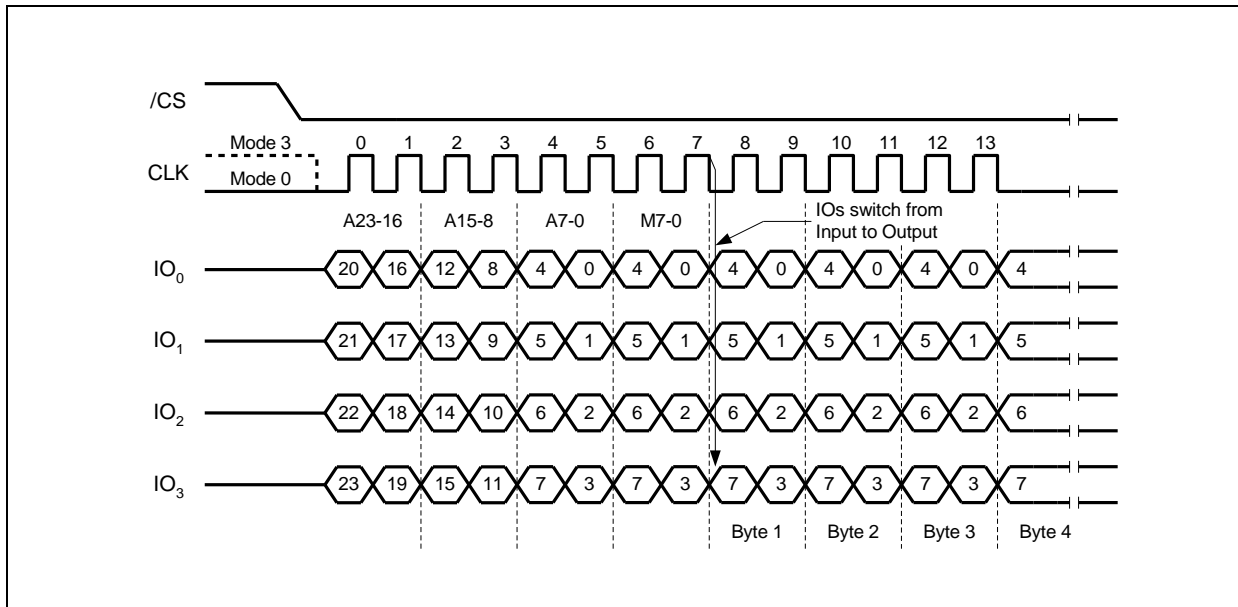 /CS
Mode 3 0 1 2 3 4 5 6 7 8 9 10 11 12 13
CLK
Mode 0
IOs switch from
Input to Output
A23-16 A15-8 A7-0 M7-0
IO0 20 16 12 8 4 0 4 0 4 0 4 0 4 0 4
IO1 21 17 13 9 5 1 5 1 5 1 5 1 5 1 5
IO2 22 18 14 10 6 2 6 2 6 2 6 2 6 2 6
IO3 23 19 15 11 7 3 7 3 7 3 7 3 7 3 7
Byte 1 Byte 2 Byte 3 Byte 4